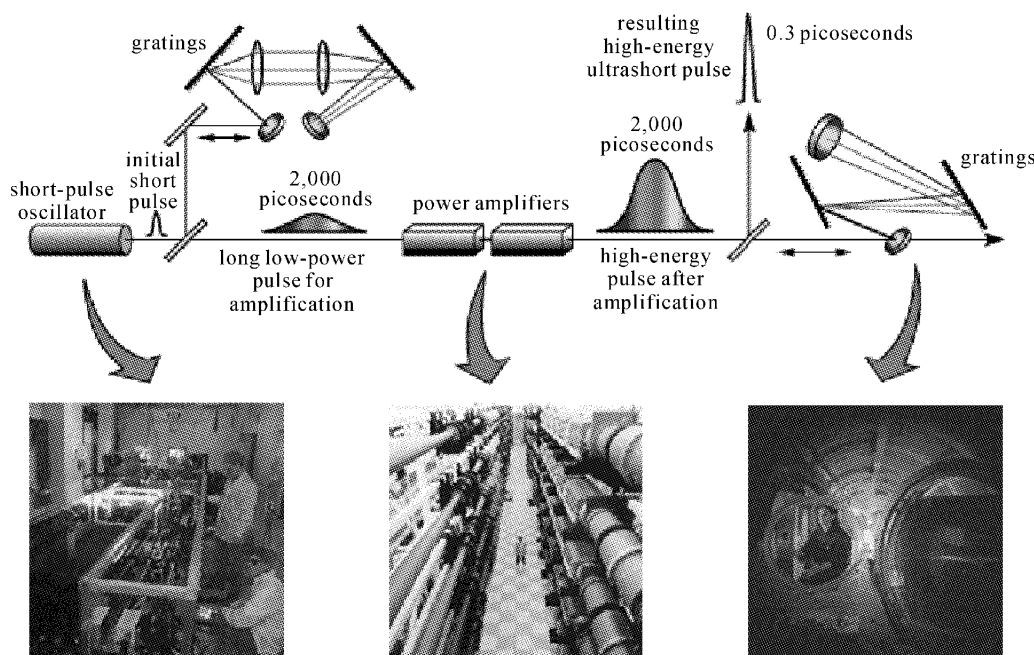 gratings
initial
short
pulse
short-pulse
oscillator
2,000
picoseconds
long low-power
pulse for
amplification
power amplifiers
2,000
picoseconds
high-energy
pulse after
amplification
resulting
high-energy
ultrashort pulse
0.3 picoseconds
gratings